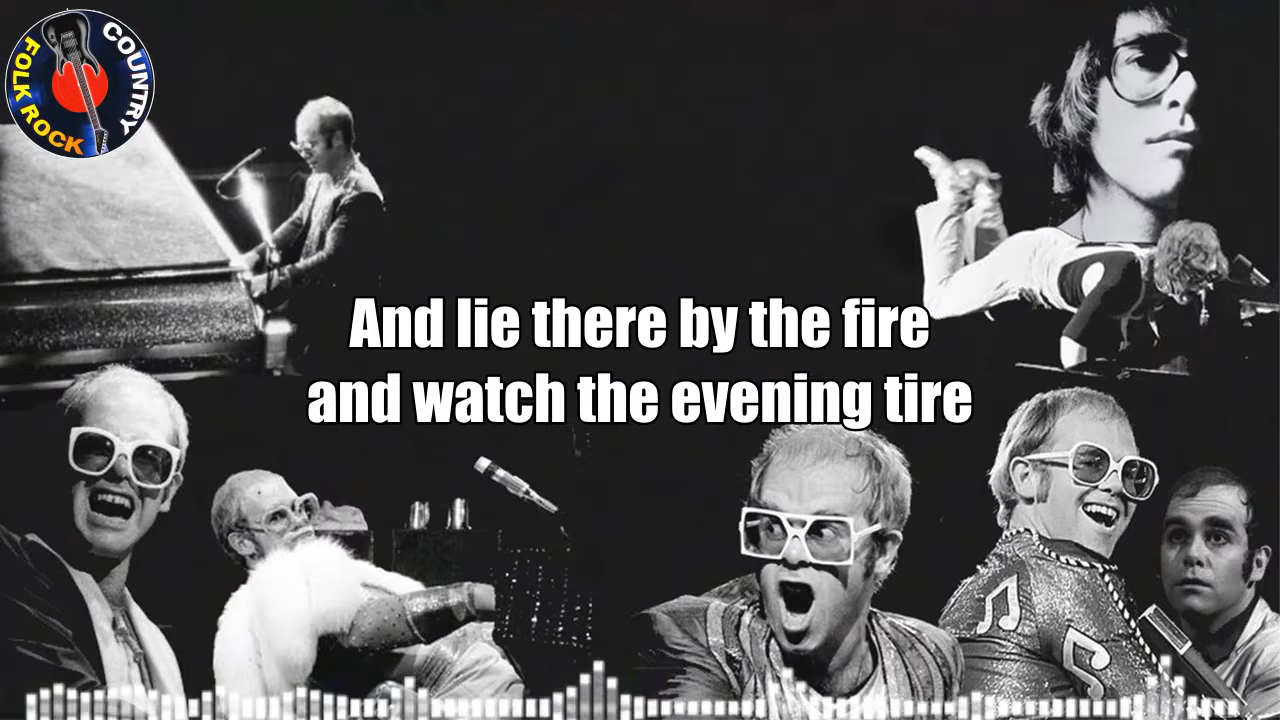 FOLK ROCK
COUNTRY
And lie there by the fire
and watch the evening tire